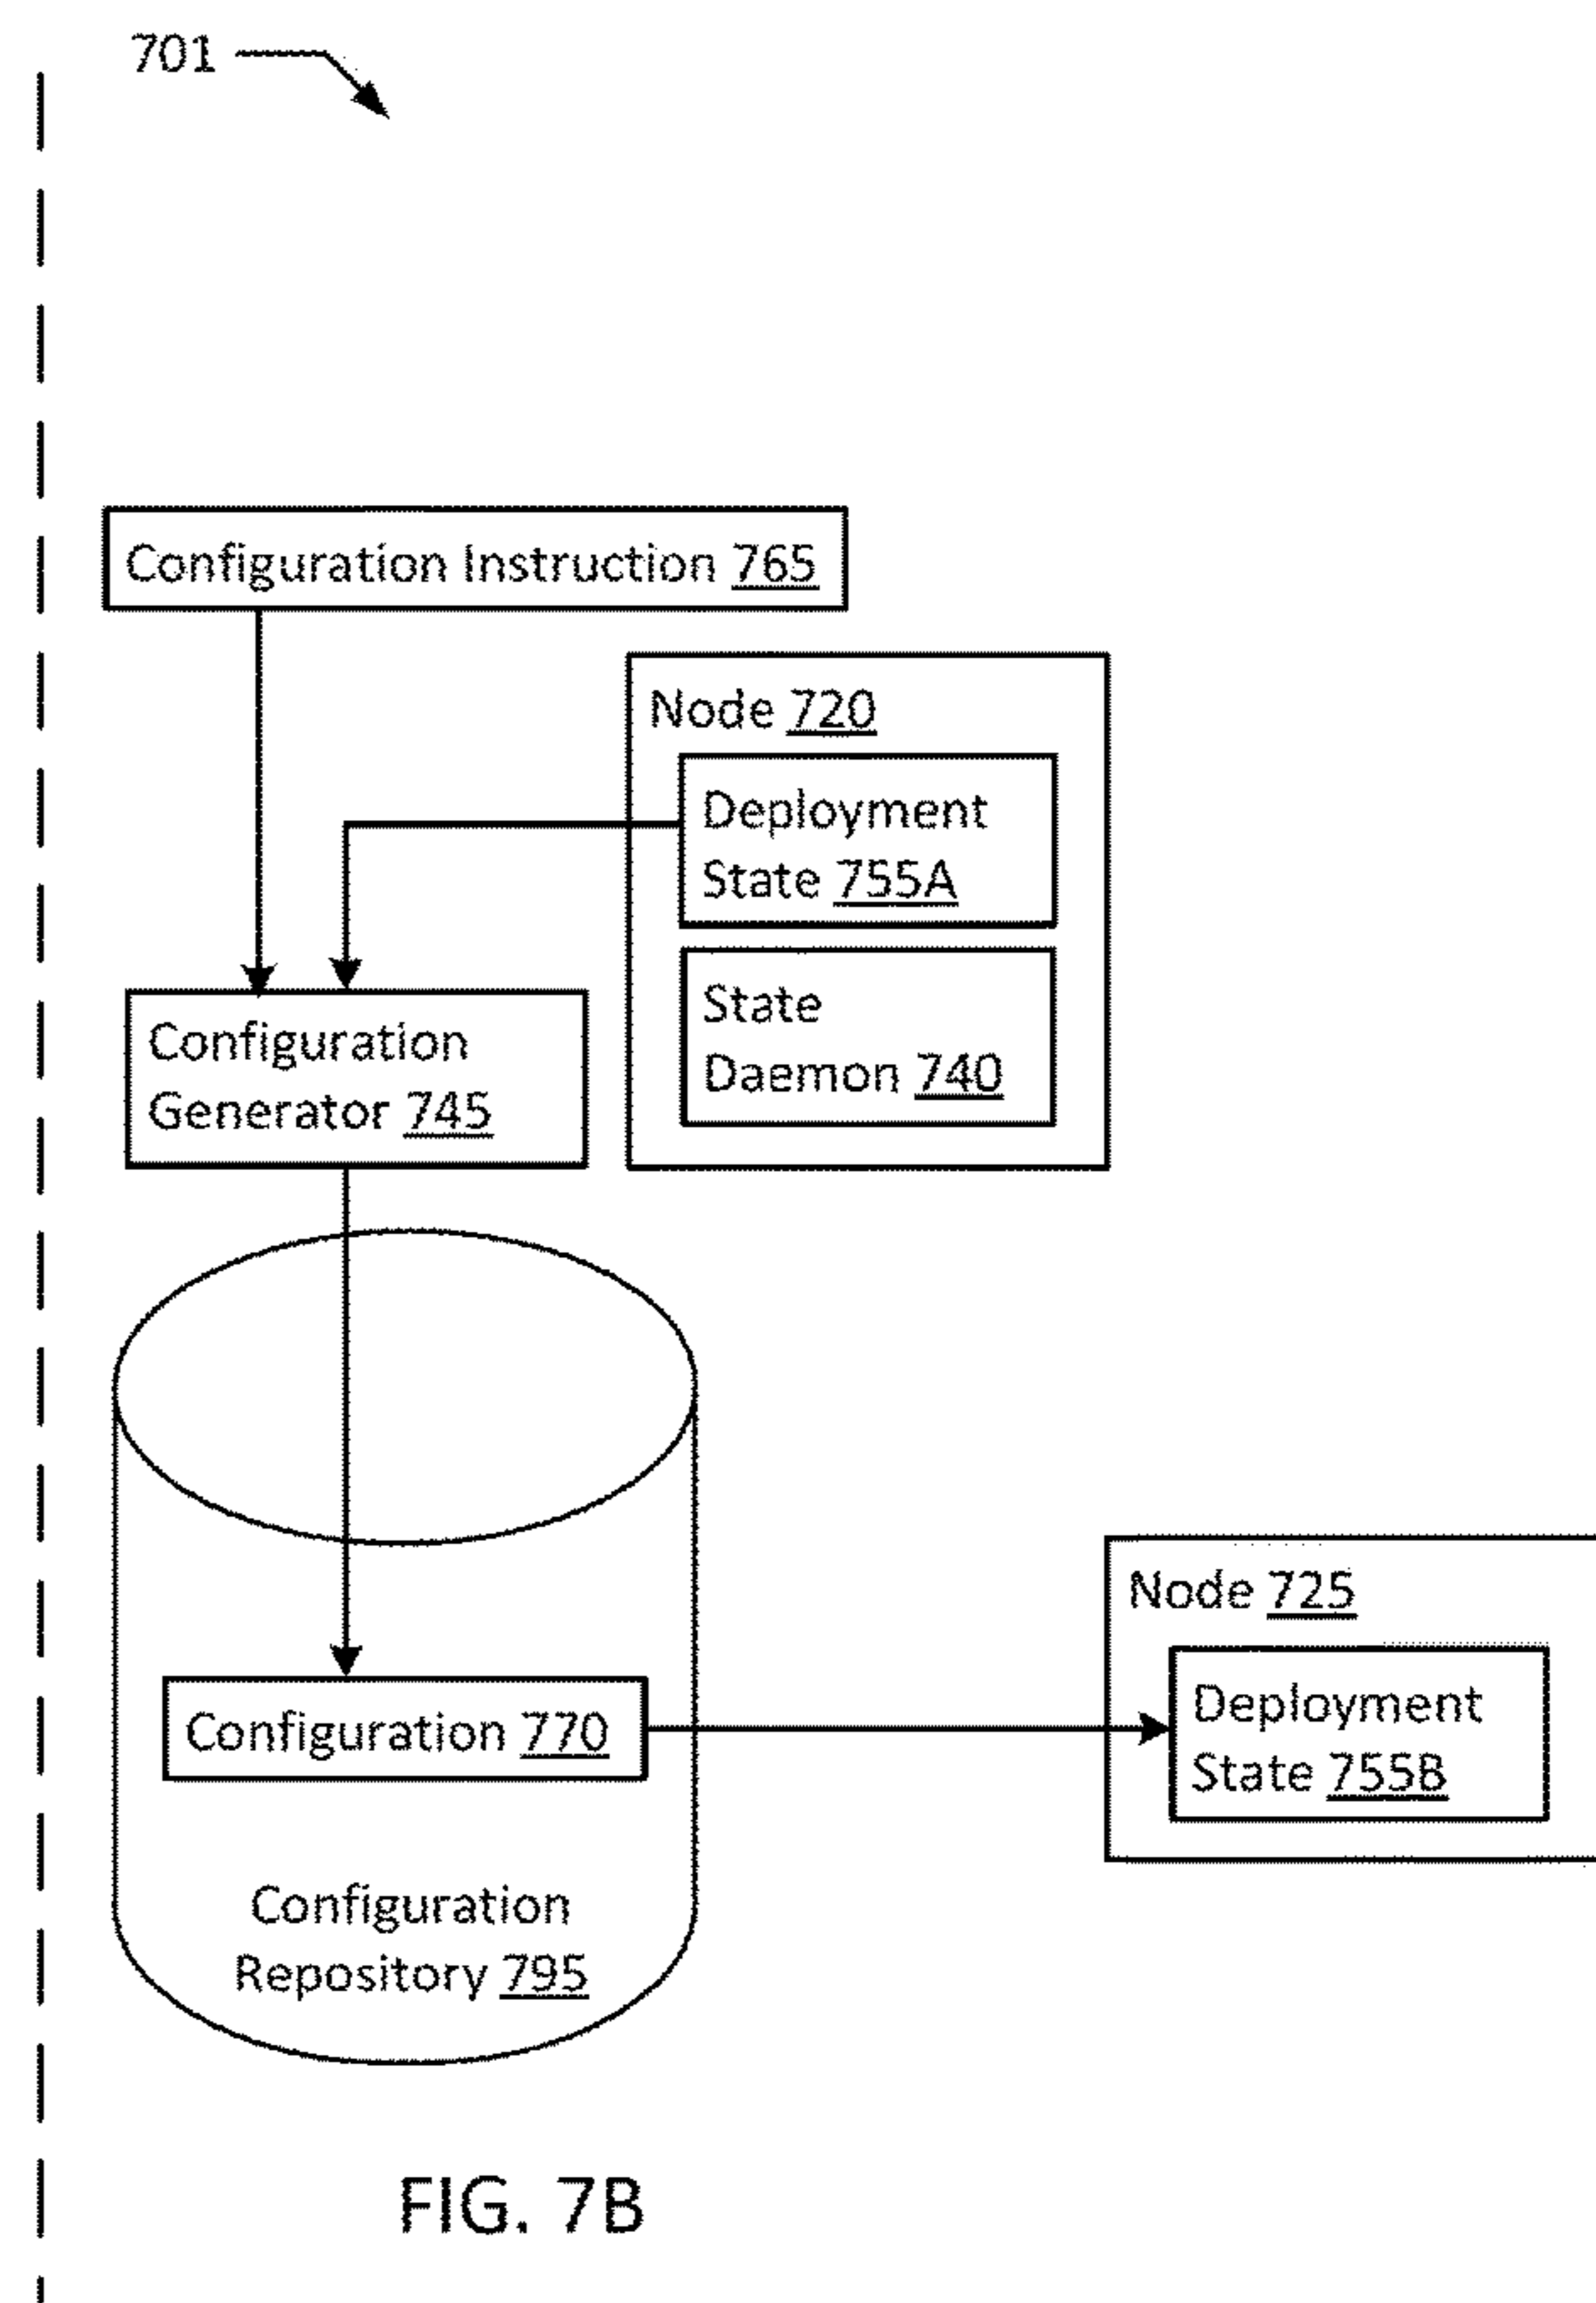 701
Configuration Instruction 765
Node 720
Deployment
State 755A
State
Daemon 740
Configuration
Generator 745
Node 725
Deployment
State 755B
Configuration 770
Configuration
Repository 795
FIG. 7B